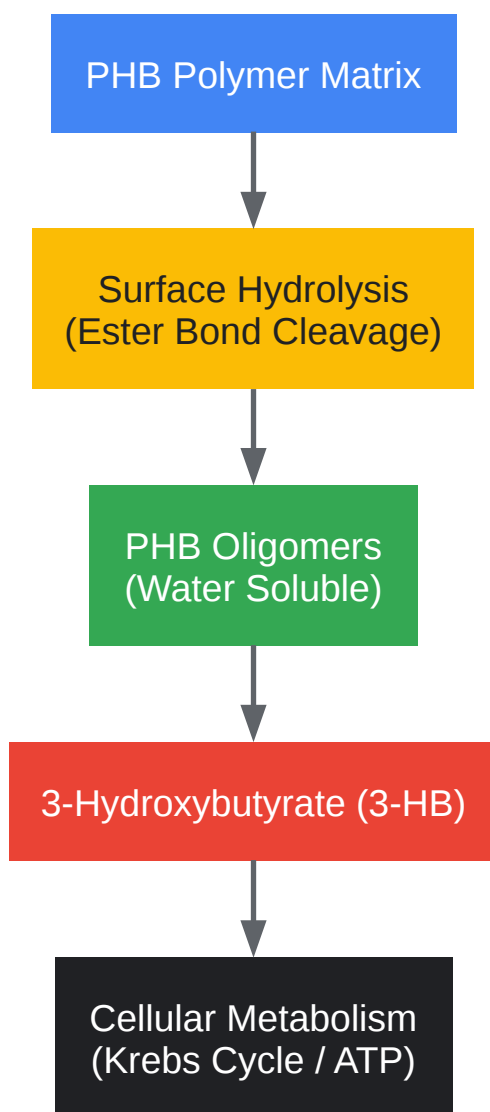 PHB Polymer Matrix
Surface Hydrolysis
(Ester Bond Cleavage)
PHB Oligomers
(Water Soluble)
3-Hydroxybutyrate (3-HB)
Cellular Metabolism
(Krebs Cycle / ATP)